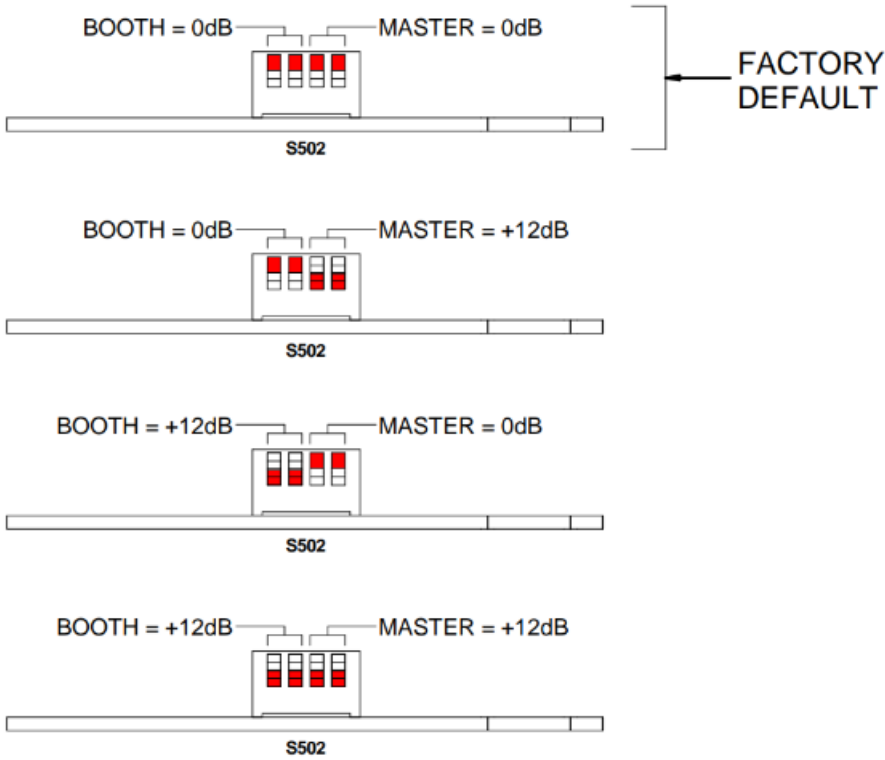 BOOTH = 0dB MASTER = 0dB
FACTORY
DEFAULT
S502
BOOTH = 0dB MASTER = +12dB
S502
BOOTH = +12dB MASTER = 0dB
S502
BOOTH = +12dB MASTER = +12dB
S502